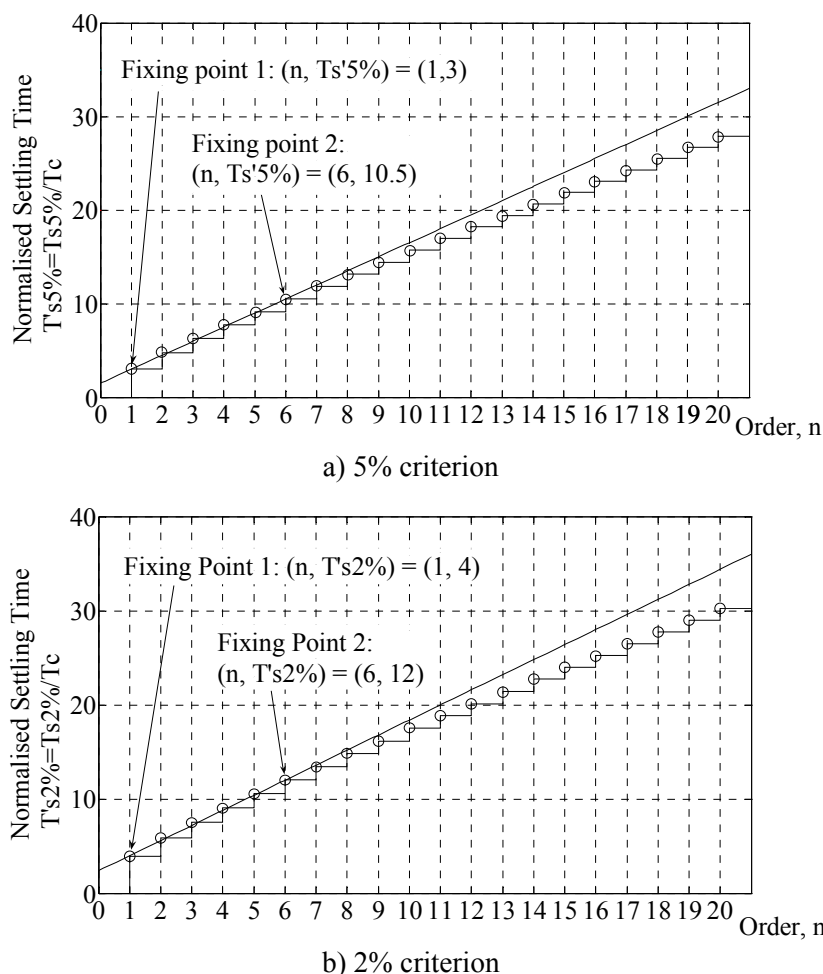 40
Fixing point 1: (n, Ts'5%) = (1,3)
30
Fixing point 2:
(n, Ts'5%) = (6, 10.5)
20
10
0
Normalised Settling Time
T's5%=Ts5%/Tc
0 1 2 3 4 5 6 7 8 9 10 11 12 13 14 15 16 17 18 19 20
Order, n
a) 5% criterion
40
Fixing Point 1: (n, T's2%) = (1, 4)
30
Fixing Point 2:
(n, T's2%) = (6, 12)
20
10
0
Normalised Settling Time
T's2%=Ts2%/Tc
0 1 2 3 4 5 6 7 8 9 10 11 12 13 14 15 16 17 18 19 20
Order, n
b) 2% criterion